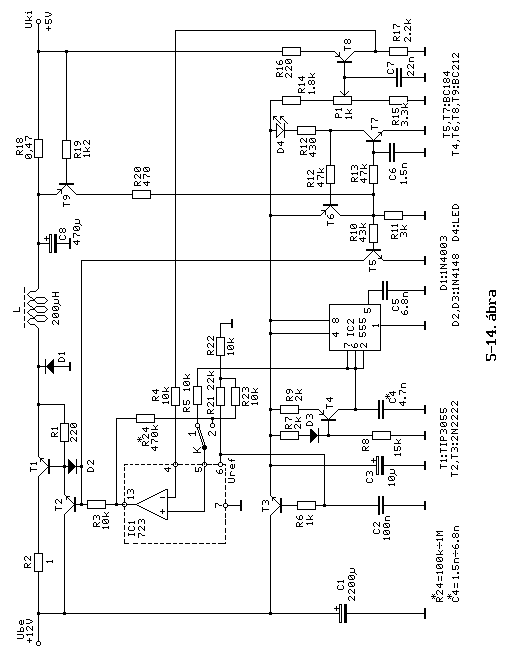 Ube
+12V
R2
1
T1
R1
220
D1
L
200µH
C8
470µ
R18
0,47
Uki
+5V
T2
D2
R3
10k
IC1
723
13
4
5
6
7
Uref
*
R24
470k
K
1
2
R4
10k
R5
10k
R21
22k
R22
10k
R23
10k
T9
R19
1k2
R20
470
T3
R6
1k
C2
100n
C3
10µ
R7
2k
D3
R8
15k
R9
2k
T4
*
C4
4.7n
IC2
555
4
8
7
6
2
5
1
C5
6.8n
T5
R10
43k
R11
3k
T6
R12
47k
R13
47k
D4
R12
430
T7
C6
1.5n
R14
1.8k
P1
1k
R15
3.3k
R16
220
T8
C7
22n
R17
2.2k
C1
2200µ
*R24=100k÷1M
*C4=1.5n÷6.8n
T1:TIP3055
T2,T3:2N2222
D1:1N4003
D2,D3:1N4148 D4:LED
T5,T7:BC184
T4,T6,T8,T9:BC212
5-14. ábra